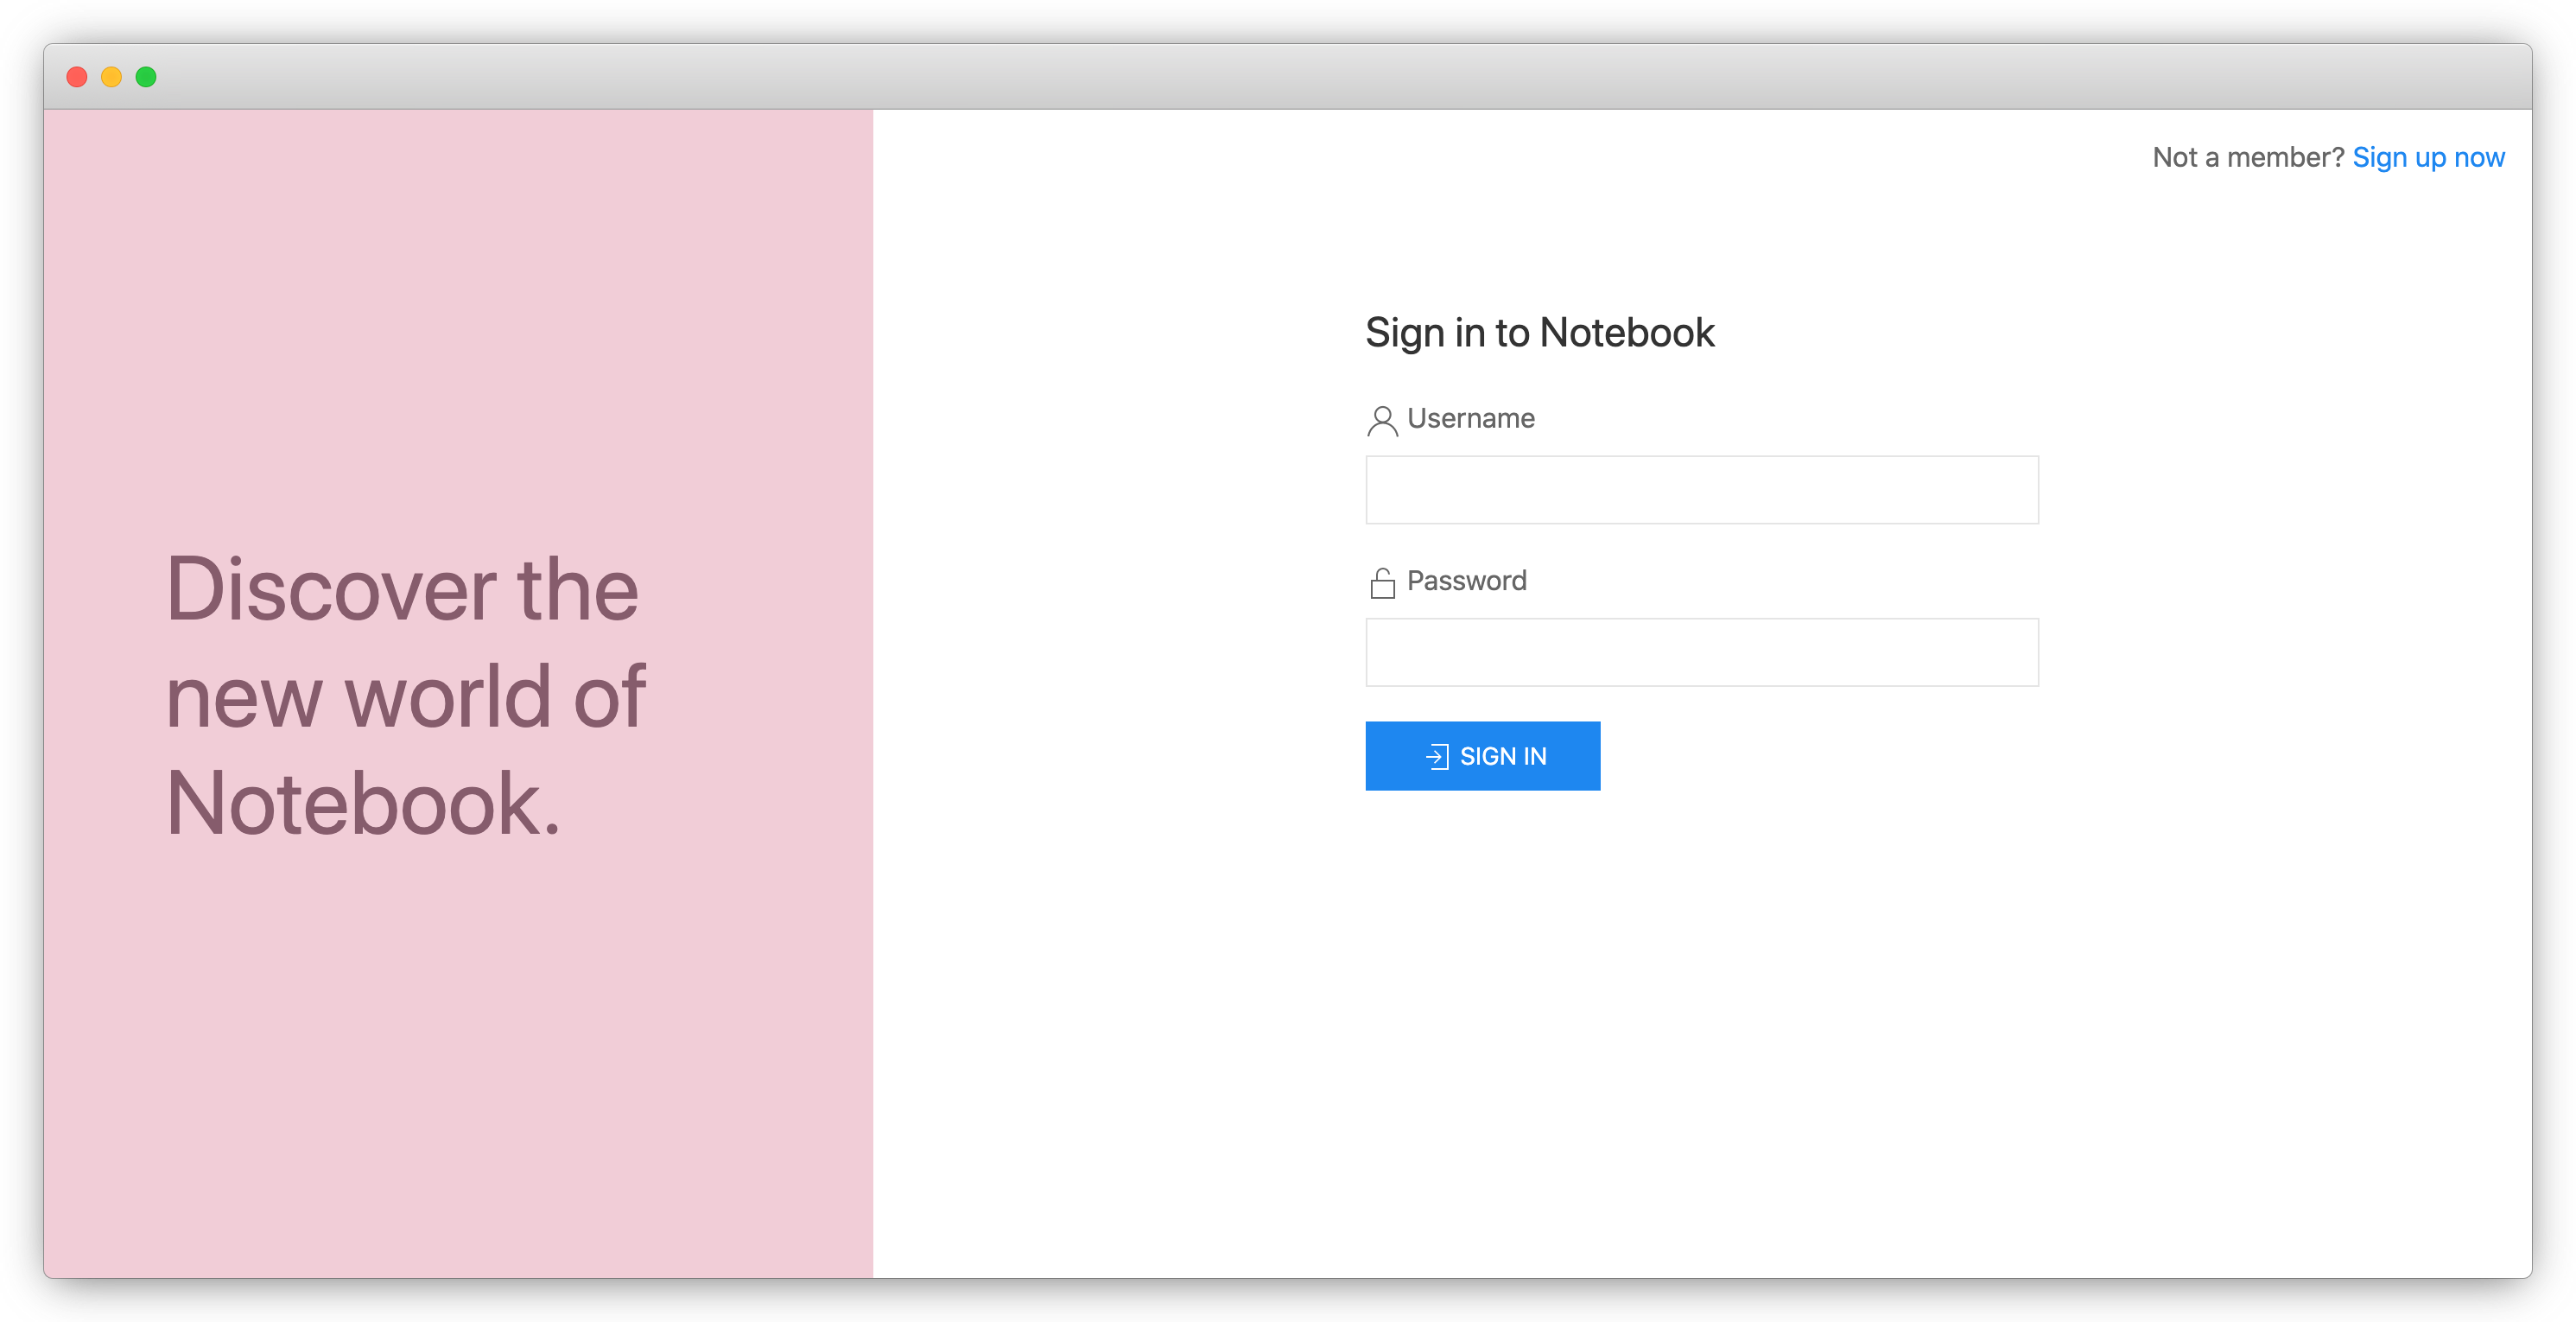 Not a member? Sign up now
Discover the
new world of
Notebook.
Sign in to Notebook
Username
Password
SIGN IN